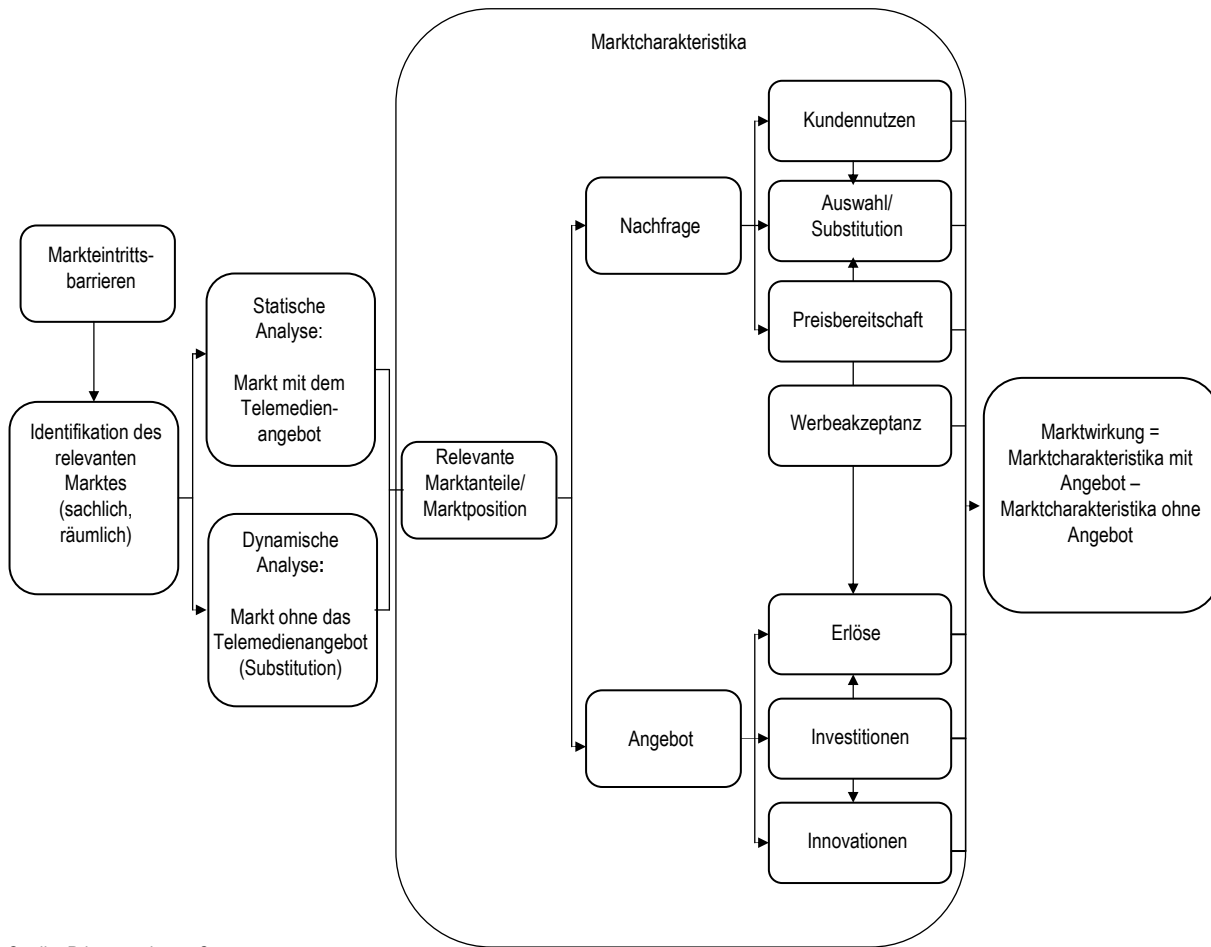 Marktcharakteristika
Markteintritts-
barrieren
Identifikation des
relevanten
Marktes
(sachlich,
räumlich)
Statische
Analyse:
Markt mit dem
Telemedien-
angebot
Dynamische
Analyse:
Markt ohne das
Telemedienangebot
(Substitution)
Relevante
Marktanteile/
Marktposition
Nachfrage
Angebot
Kundennutzen
Auswahl/
Substitution
Preisbereitschaft
Werbeakzeptanz
Erlöse
Investitionen
Innovationen
Marktwirkung =
Marktcharakteristika mit
Angebot –
Marktcharakteristika ohne
Angebot